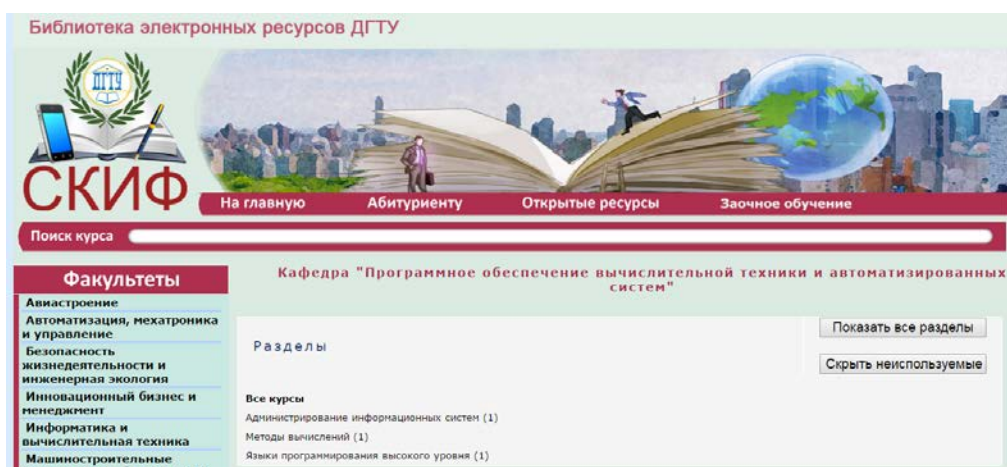 Библиотека электронных ресурсов ДГТУ
ДГТУ
СКИФ
На главную
Абитуриенту
Открытые ресурсы
Заочное обучение
Поиск курса
Факультеты
Авиастроение
Автоматизация, мехатроника
и управление
Безопасность
жизнедеятельности и
инженерная экология
Инновационный бизнес и
менеджмент
Информатика и
вычислительная техника
Машиностроительные
Кафедра "Программное обеспечение вычислительной техники и автоматизированных
систем"
Разделы
Показать все разделы
Скрыть неиспользуемые
Все курсы
Администрирование информационных систем (1)
Методы вычислений (1)
Языки программирования высокого уровня (1)